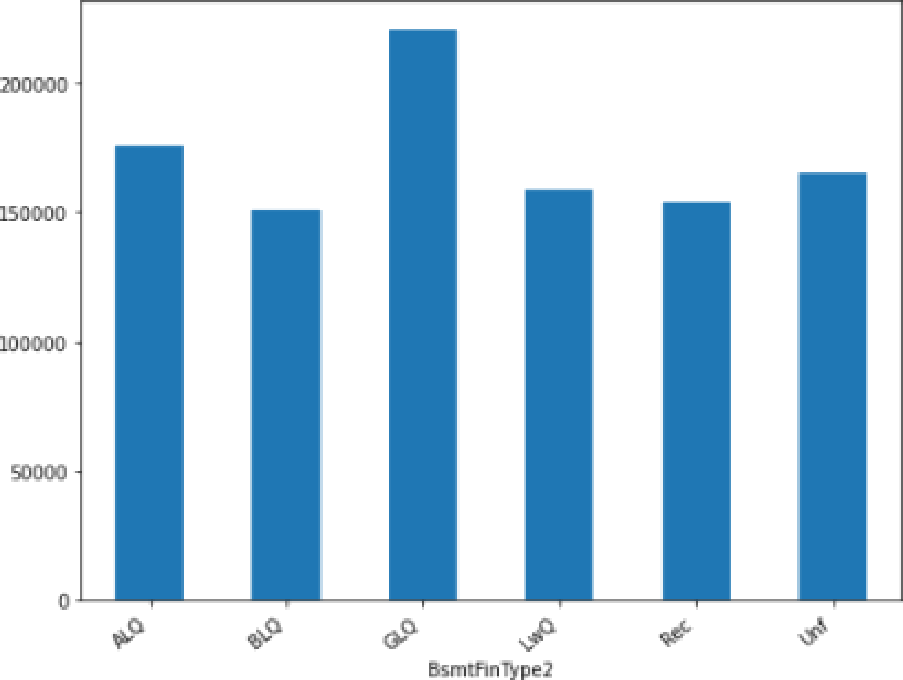 200000
150000
100000
50000
0
ALQ
BLQ
GLQ
LwQ
Rec
Unf
BsmtFinType2